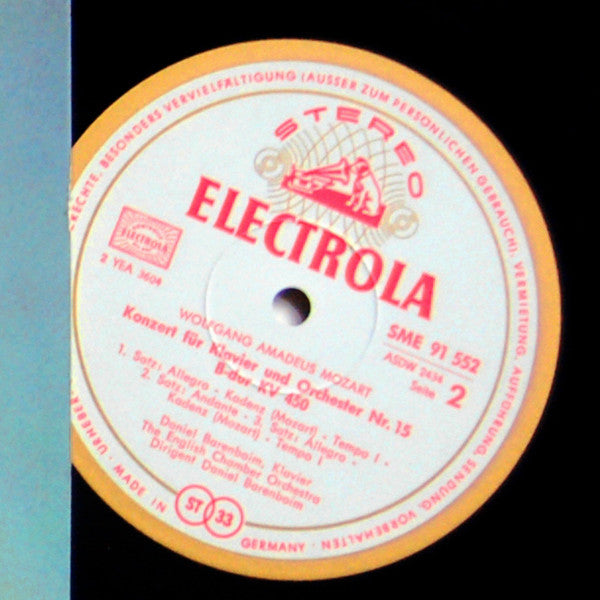 RECHTE, BESONDERS VERVIELFÄLTIGUNG (AUSSER ZUM PERSÖNLICHEN GEBRAUCH), VERMIETUNG, AUFFÜHRUNG, SENDUNG, VORBEHALTEN ·
STEREO
ELECTROLA
ELECTROLA
2 YEA 3604
SME 91 552
ASDW 2434
Seite 2
WOLFGANG AMADEUS MOZART
Konzert für Klavier und Orchester Nr. 15
B-dur KV 450
1. Satz: Allegro - Kadenz (Mozart) - Tempo I -
2. Satz: Andante - 3. Satz: Allegro -
Kadenz (Mozart) - Tempo I
Daniel Barenboim, Klavier
The English Chamber Orchestra
Dirigent Daniel Barenboim
ST 33
URHEBER
· MADE IN GERMANY ·